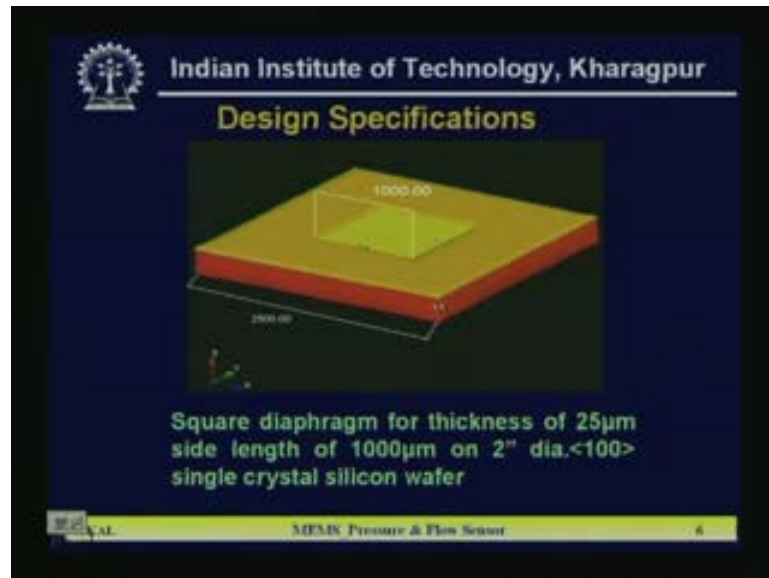 Indian Institute of Technology, Kharagpur
Design Specifications
1000.00
2500.00
Square diaphragm for thickness of 25µm
side length of 1000µm on 2” dia.<100>
single crystal silicon wafer
KAL
MEMS Pressure & Flow Sensor
6